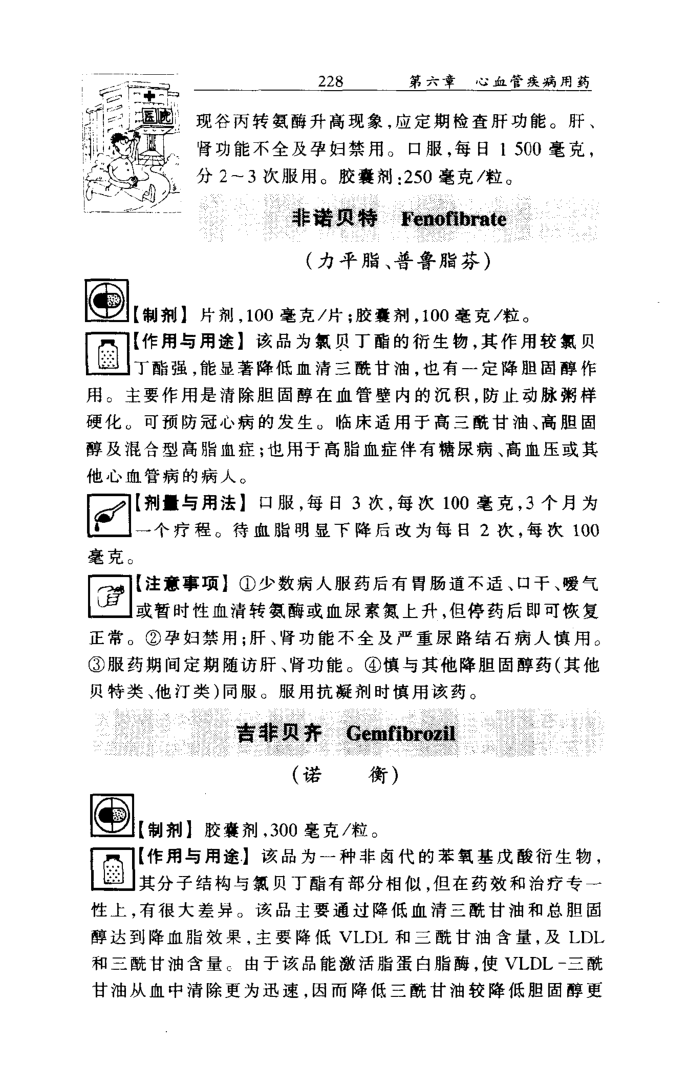 228 第六章 心血管疾病用药
医院
现谷丙转氨酶升高现象,应定期检查肝功能。肝、
肾功能不全及孕妇禁用。口服,每日 1 500 毫克,
分 2~3 次服用。胶囊剂:250 毫克/粒。
非诺贝特 Fenofibrate
(力平脂、普鲁脂芬)
【制剂】片剂,100 毫克/片;胶囊剂,100 毫克/粒。
【作用与用途】该品为氯贝丁酯的衍生物,其作用较氯贝
丁酯强,能显著降低血清三酰甘油,也有一定降胆固醇作
用。主要作用是清除胆固醇在血管壁内的沉积,防止动脉粥样
硬化。可预防冠心病的发生。临床适用于高三酰甘油、高胆固
醇及混合型高脂血症;也用于高脂血症伴有糖尿病、高血压或其
他心血管病的病人。
【剂量与用法】口服,每日 3 次,每次 100 毫克,3 个月为
一个疗程。待血脂明显下降后改为每日 2 次,每次 100
毫克。
【注意事项】①少数病人服药后有胃肠道不适、口干、嗳气
或暂时性血清转氨酶或血尿素氮上升,但停药后即可恢复
正常。②孕妇禁用;肝、肾功能不全及严重尿路结石病人慎用。
③服药期间定期随访肝、肾功能。④慎与其他降胆固醇药(其他
贝特类、他汀类)同服。服用抗凝剂时慎用该药。
吉非贝齐 Gemfibrozil
(诺 衡)
【制剂】胶囊剂,300 毫克/粒。
【作用与用途】该品为一种非卤代的苯氧基戊酸衍生物,
其分子结构与氯贝丁酯有部分相似,但在药效和治疗专一
性上,有很大差异。该品主要通过降低血清三酰甘油和总胆固
醇达到降血脂效果,主要降低 VLDL 和三酰甘油含量,及 LDL
和三酰甘油含量。由于该品能激活脂蛋白脂酶,使 VLDL-三酰
甘油从血中清除更为迅速,因而降低三酰甘油较降低胆固醇更